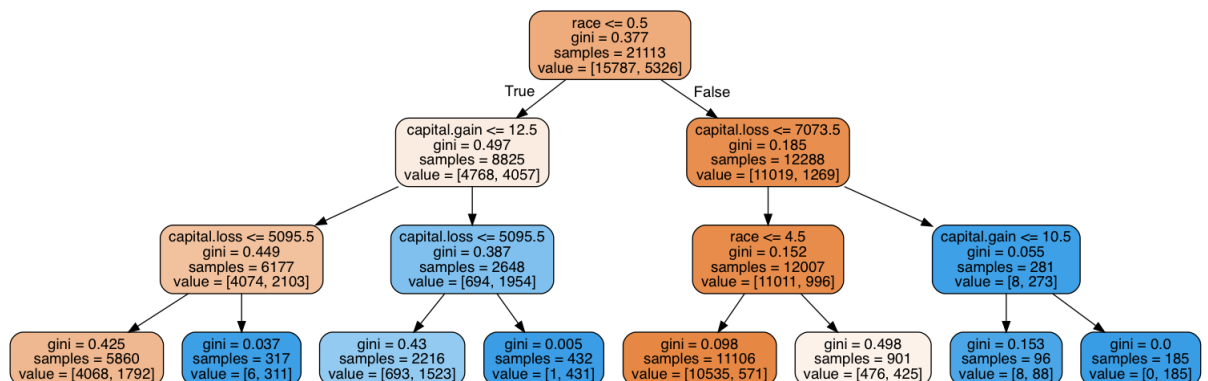 race <= 0.5
gini = 0.377
samples = 21113
value = [15787, 5326]
True
False
capital.gain <= 12.5
gini = 0.497
samples = 8825
value = [4768, 4057]
capital.loss <= 7073.5
gini = 0.185
samples = 12288
value = [11019, 1269]
capital.loss <= 5095.5
gini = 0.449
samples = 6177
value = [4074, 2103]
capital.loss <= 5095.5
gini = 0.387
samples = 2648
value = [694, 1954]
race <= 4.5
gini = 0.152
samples = 12007
value = [11011, 996]
capital.gain <= 10.5
gini = 0.055
samples = 281
value = [8, 273]
gini = 0.425
samples = 5860
value = [4068, 1792]
gini = 0.037
samples = 317
value = [6, 311]
gini = 0.43
samples = 2216
value = [693, 1523]
gini = 0.005
samples = 432
value = [1, 431]
gini = 0.098
samples = 11106
value = [10535, 571]
gini = 0.498
samples = 901
value = [476, 425]
gini = 0.153
samples = 96
value = [8, 88]
gini = 0.0
samples = 185
value = [0, 185]